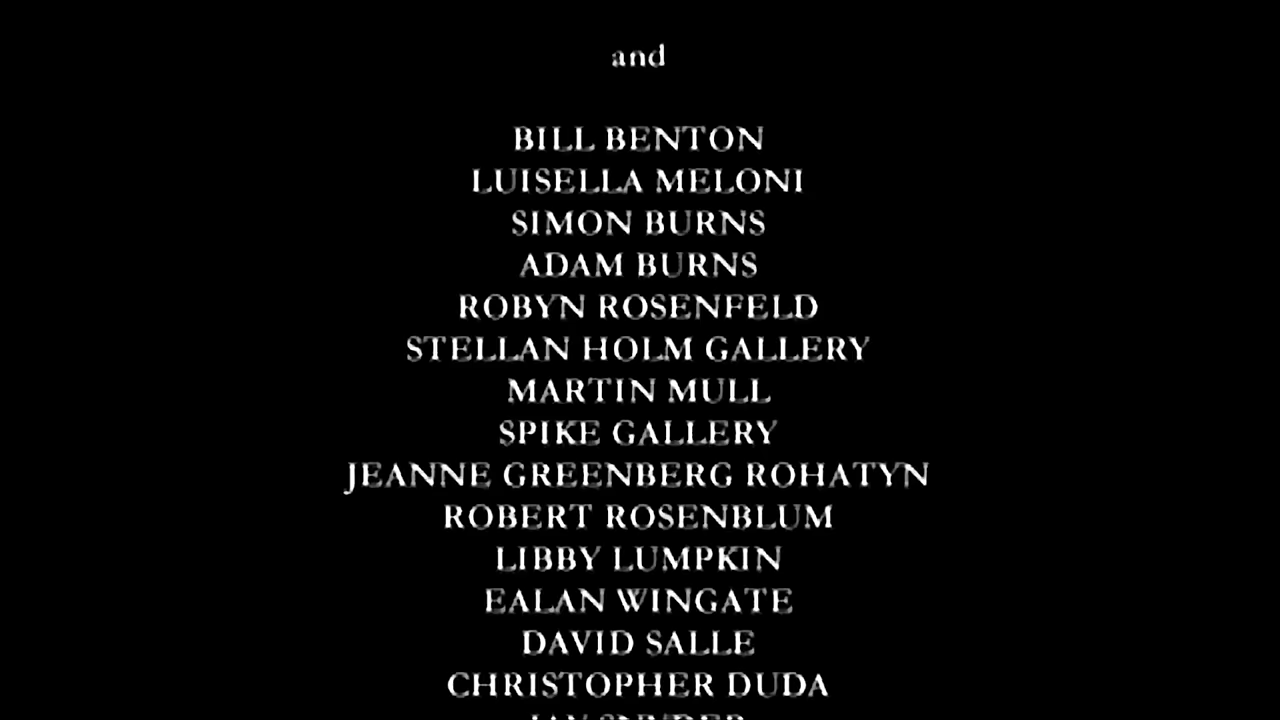 and
BILL BENTON
LUISELLA MELONI
SIMON BURNS
ADAM BURNS
ROBYN ROSENFELD
STELLAN HOLM GALLERY
MARTIN MULL
SPIKE GALLERY
JEANNE GREENBERG ROHATYN
ROBERT ROSENBLUM
LIBBY LUMPKIN
EALAN WINGATE
DAVID SALLE
CHRISTOPHER DUDA